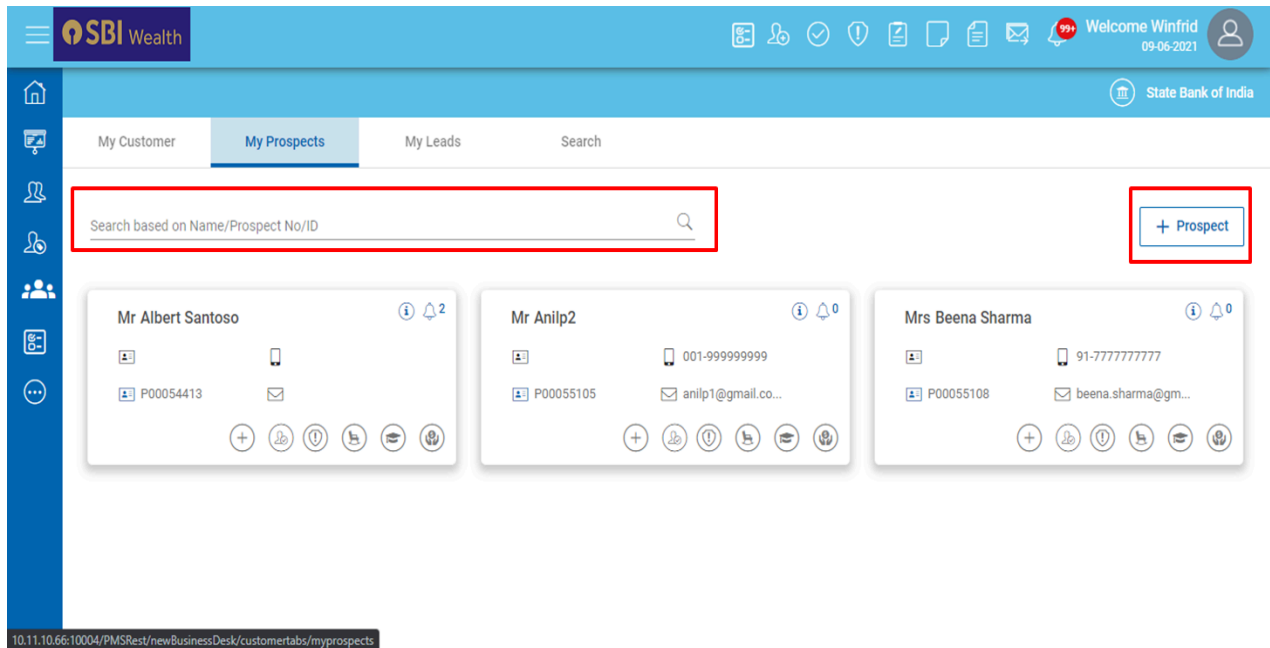 SBI Wealth
99+
Welcome Winfrid
09-06-2021
State Bank of India
My Customer My Prospects My Leads Search
Search based on Name/Prospect No/ID
+ Prospect
Mr Albert Santoso 2
P00054413
Mr Anilp2 0
001-999999999
P00055105 anilp1@gmail.co...
Mrs Beena Sharma 0
91-7777777777
P00055108 beena.sharma@gm...
10.11.10.66:10004/PMSRest/newBusinessDesk/customertabs/myprospects